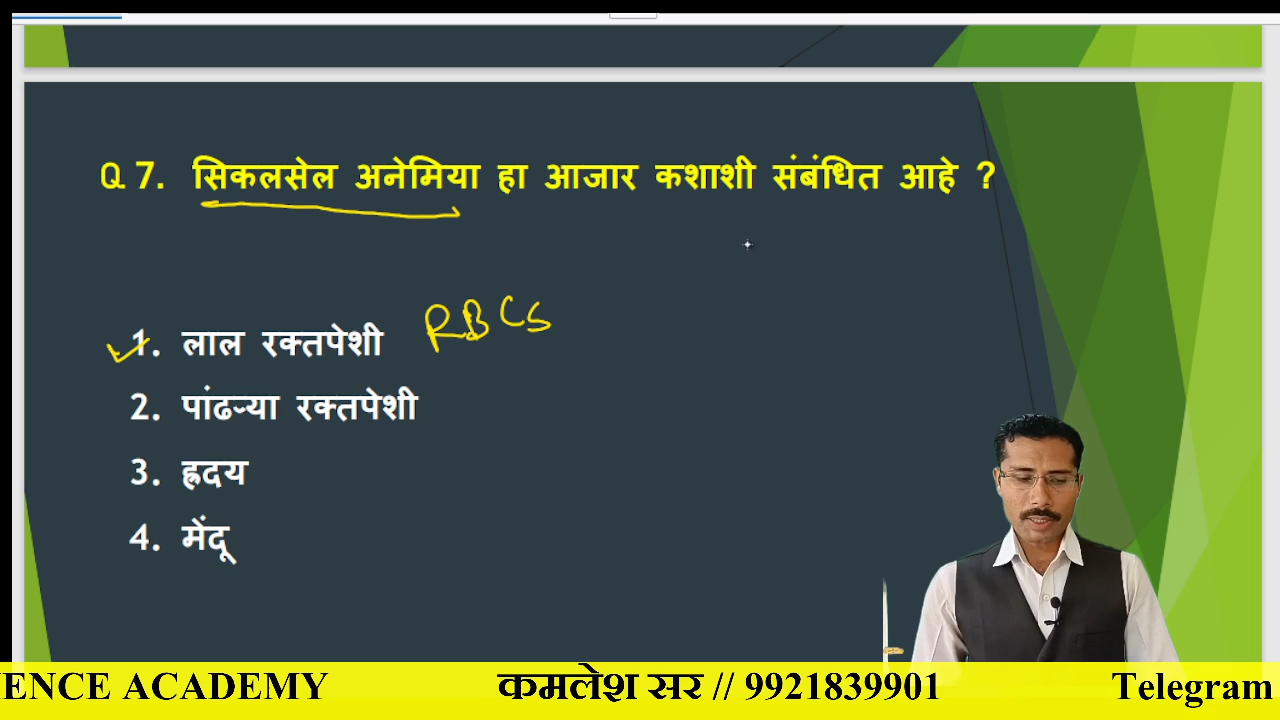 Q 7. सिकलसेल अनेमिया हा आजार कशाशी संबंधित आहे ?
1. लाल रक्तपेशी RBCS
2. पांढऱ्या रक्तपेशी
3. ह्रदय
4. मेंदू
ENCE ACADEMY कमलेश सर // 9921839901 Telegram